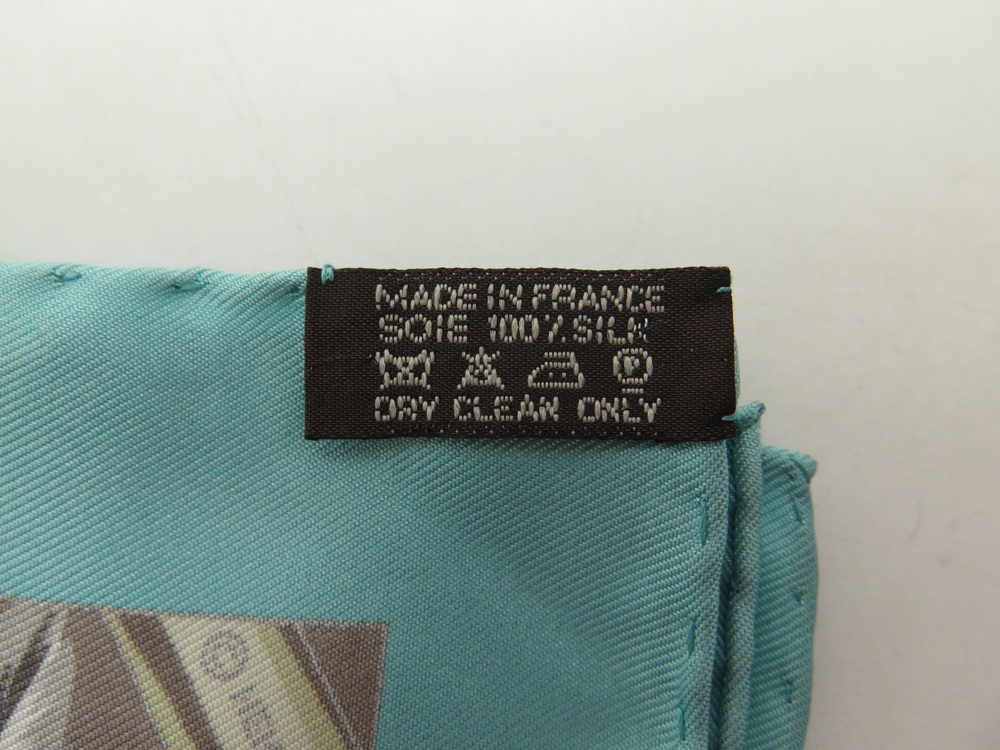 MADE IN FRANCE
SOIE 100% SILK
DRY CLEAN ONLY
©